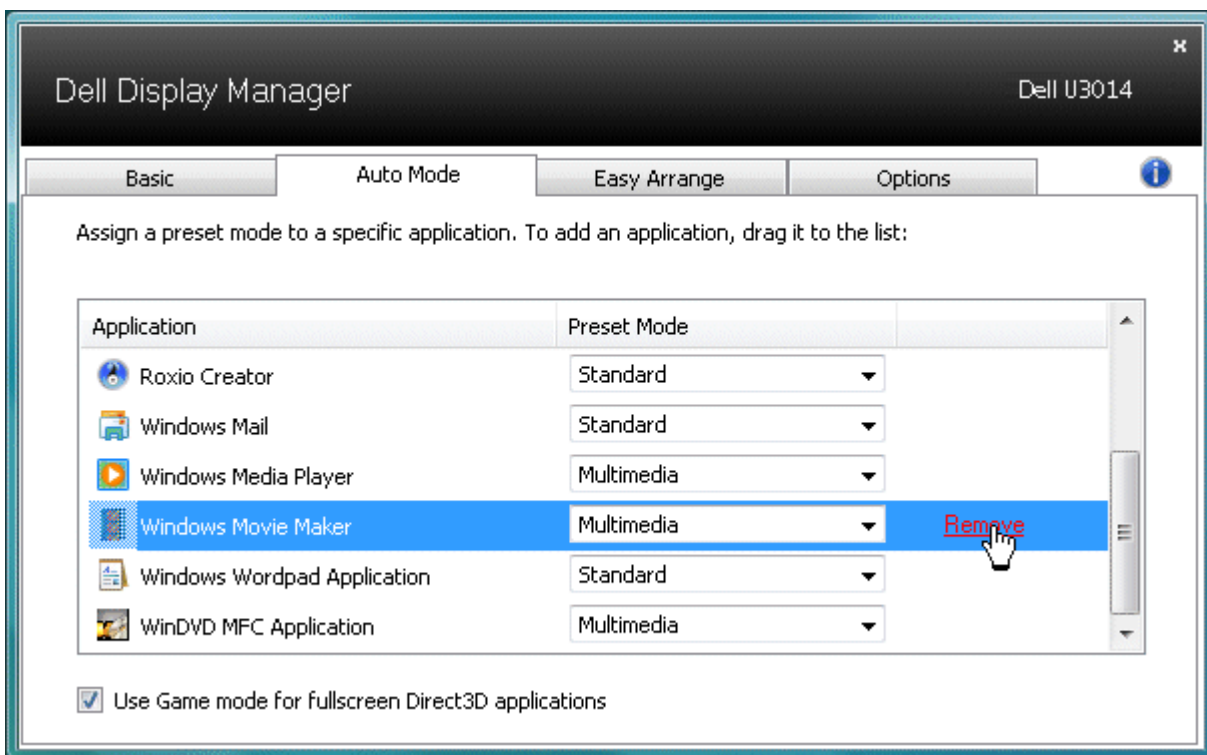 Dell Display Manager
Dell U3014
Basic
Auto Mode
Easy Arrange
Options
Assign a preset mode to a specific application. To add an application, drag it to the list:
Application
Preset Mode
Roxio Creator
Standard
Windows Mail
Standard
Windows Media Player
Multimedia
Windows Movie Maker
Multimedia
Remove
Windows Wordpad Application
Standard
WinDVD MFC Application
Multimedia
Use Game mode for fullscreen Direct3D applications